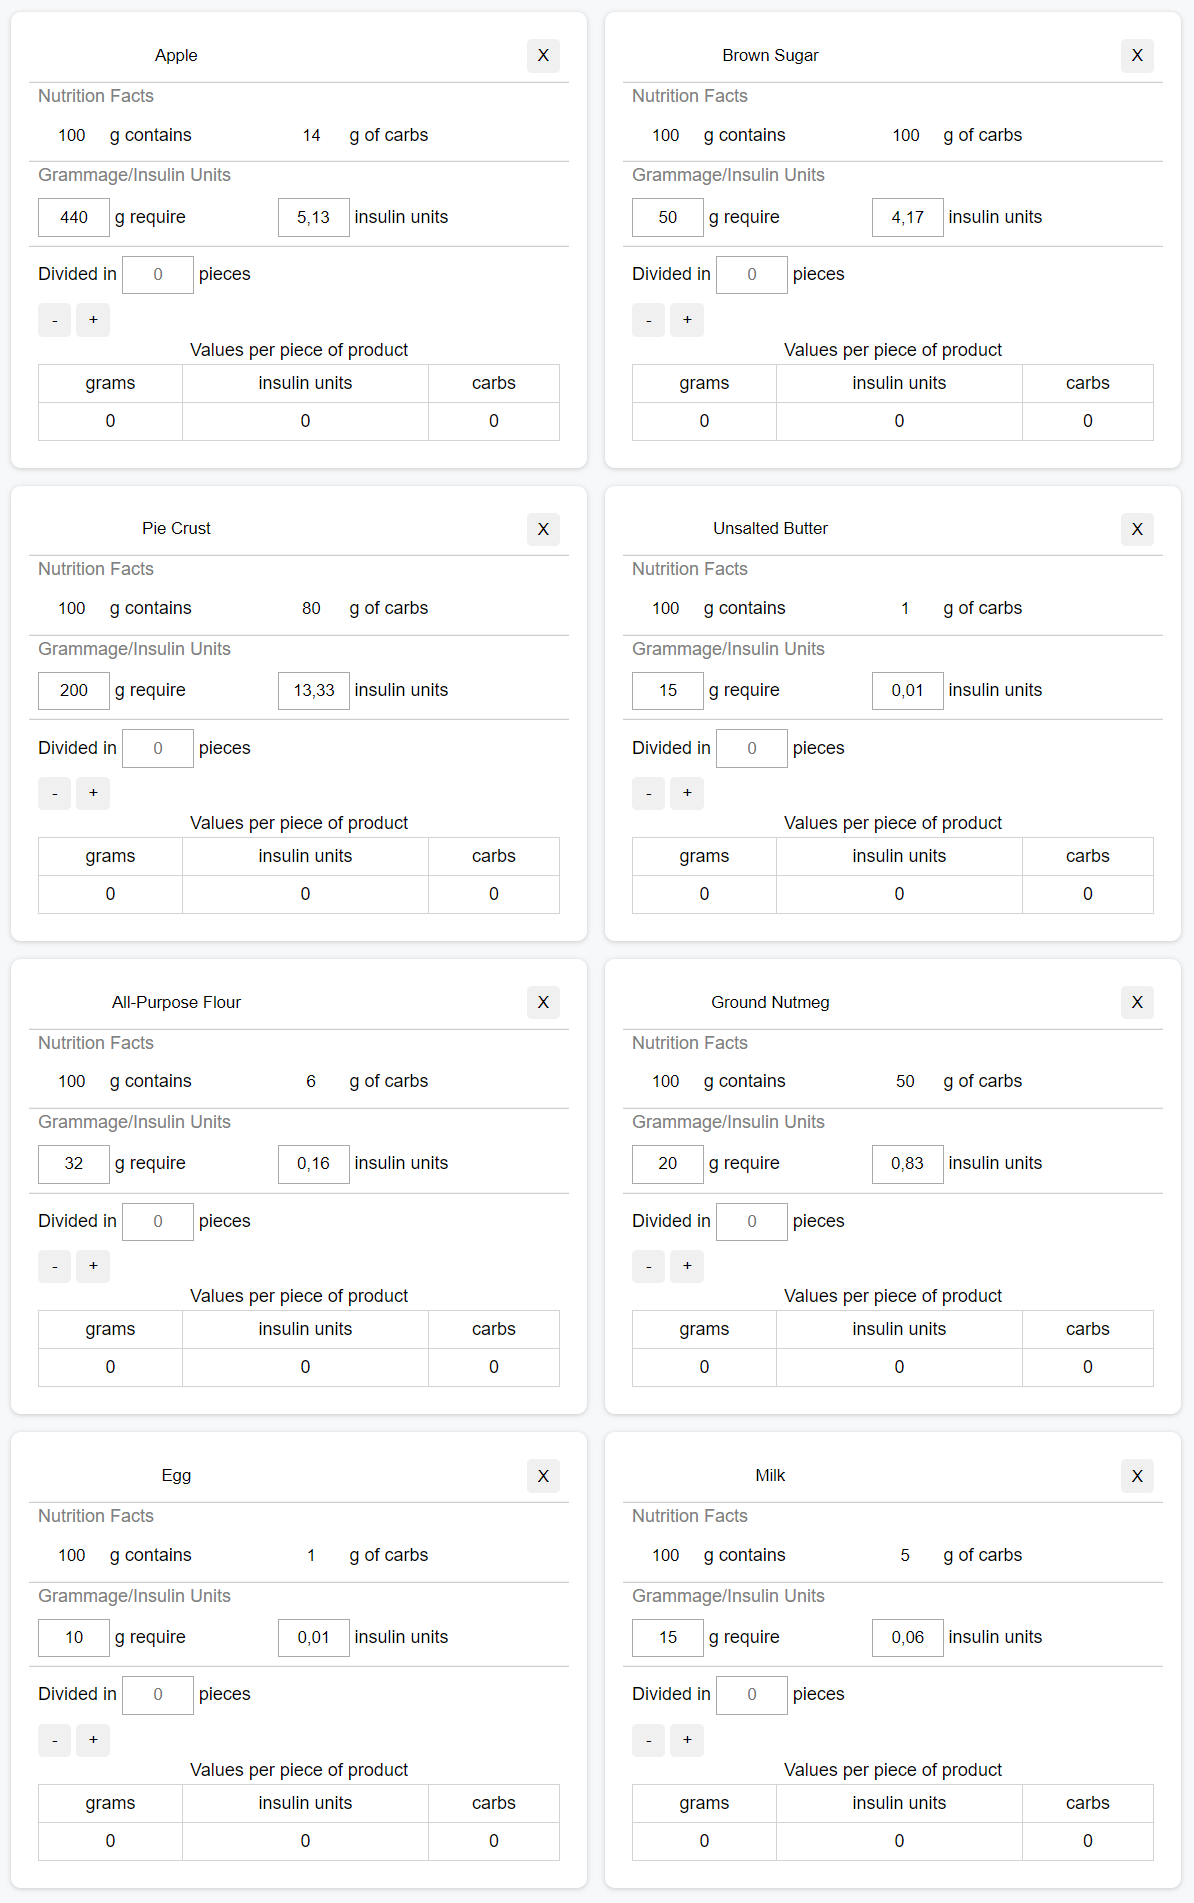 Apple X
Nutrition Facts
100 g contains 14 g of carbs
Grammage/Insulin Units
440 g require 5,13 insulin units
Divided in 0 pieces
- +
Values per piece of product
grams insulin units carbs
0 0 0
Brown Sugar X
Nutrition Facts
100 g contains 100 g of carbs
Grammage/Insulin Units
50 g require 4,17 insulin units
Divided in 0 pieces
- +
Values per piece of product
grams insulin units carbs
0 0 0
Pie Crust X
Nutrition Facts
100 g contains 80 g of carbs
Grammage/Insulin Units
200 g require 13,33 insulin units
Divided in 0 pieces
- +
Values per piece of product
grams insulin units carbs
0 0 0
Unsalted Butter X
Nutrition Facts
100 g contains 1 g of carbs
Grammage/Insulin Units
15 g require 0,01 insulin units
Divided in 0 pieces
- +
Values per piece of product
grams insulin units carbs
0 0 0
All-Purpose Flour X
Nutrition Facts
100 g contains 6 g of carbs
Grammage/Insulin Units
32 g require 0,16 insulin units
Divided in 0 pieces
- +
Values per piece of product
grams insulin units carbs
0 0 0
Ground Nutmeg X
Nutrition Facts
100 g contains 50 g of carbs
Grammage/Insulin Units
20 g require 0,83 insulin units
Divided in 0 pieces
- +
Values per piece of product
grams insulin units carbs
0 0 0
Egg X
Nutrition Facts
100 g contains 1 g of carbs
Grammage/Insulin Units
10 g require 0,01 insulin units
Divided in 0 pieces
- +
Values per piece of product
grams insulin units carbs
0 0 0
Milk X
Nutrition Facts
100 g contains 5 g of carbs
Grammage/Insulin Units
15 g require 0,06 insulin units
Divided in 0 pieces
- +
Values per piece of product
grams insulin units carbs
0 0 0